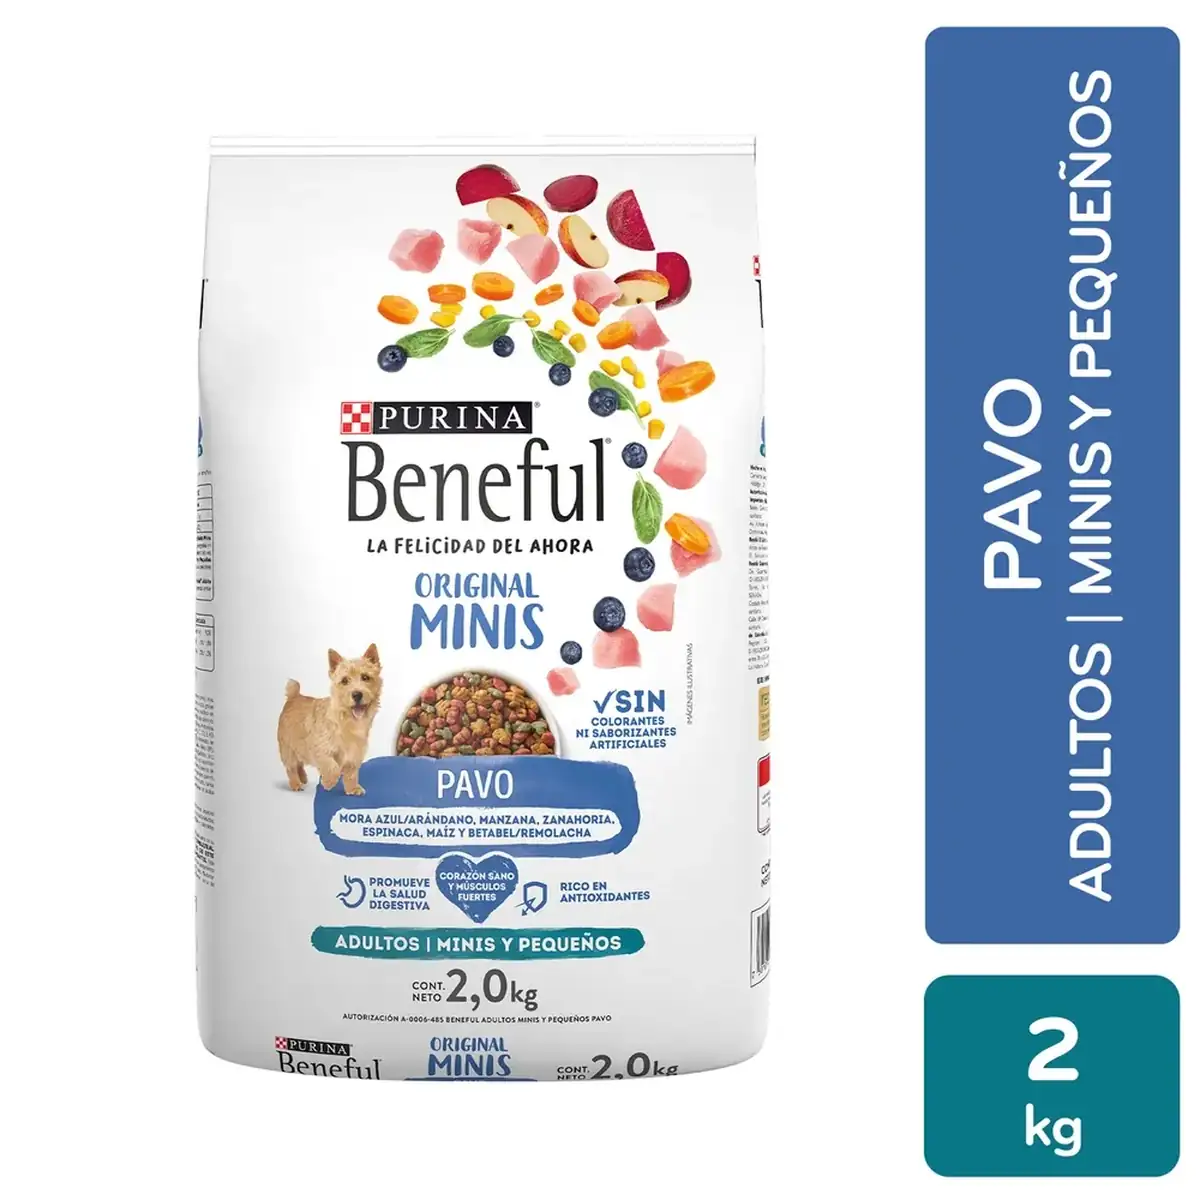 PURINA
Beneful
LA FELICIDAD DEL AHORA
ORIGINAL
MINIS
IMÁGENES ILUSTRATIVAS
✓SIN
COLORANTES
NI SABORIZANTES
ARTIFICIALES
PAVO
MORA AZUL/ARÁNDANO, MANZANA, ZANAHORIA,
ESPINACA, MAÍZ Y BETABEL/REMOLACHA
PROMUEVE
LA SALUD
DIGESTIVA
CORAZÓN SANO
Y MÚSCULOS
FUERTES
RICO EN
ANTIOXIDANTES
ADULTOS | MINIS Y PEQUEÑOS
CONT.
NETO 2,0kg
AUTORIZACIÓN A-0006-485 BENEFUL ADULTOS MINIS Y PEQUEÑOS PAVO
PURINA
Beneful
ORIGINAL
MINIS
CONT.
NETO 2,0kg
PAVO
ADULTOS | MINIS Y PEQUEÑOS
2
kg